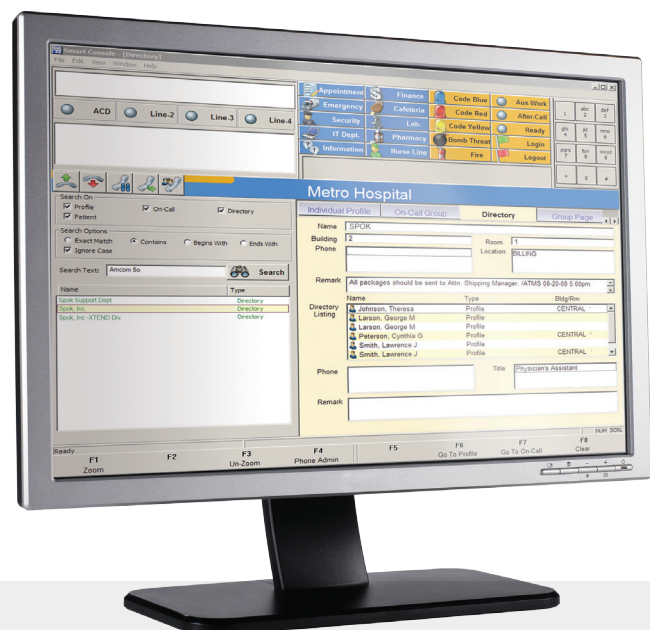 Smart Console - [Directory]
File Edit View Window Help
Appointment Finance Code Blue Aux-Work
Emergency Cafeteria Code Red After-Call
Security Lab Code Yellow Ready
IT Dept. Pharmacy Bomb Threat Login
Information Nurse Line Fire Logout
ACD Line-2 Line-3 Line-4
1 abc 2 def 3
ghi 4 jkl 5 mno 6
pqrs 7 tuv 8 wxyz 9
* 0 #
Metro Hospital
Search On
Profile On-Call Directory
Patient
Search Options
Exact Match Contains Begins With Ends With
Ignore Case
Search Text: Amcom So Search
Name Type
Spok Support Dept Directory
Spok, Inc. Directory
Spok, Inc.-XTEND Div. Directory
Individual Profile On-Call Group Directory Group Page
Name SPOK
Building 2 Room 1
Phone Location BILLING
Remark All packages should be sent to Attn: Shipping Manager. /ATMS 08-20-08 5:00pm
Directory Listing Name Type Bldg/Rm
Johnson, Theresa Profile CENTRAL
Larson, George M Profile
Larson, George M Profile
Peterson, Cynthia G Profile CENTRAL
Smith, Lawrence J Profile
Smith, Lawrence J Profile CENTRAL
Phone Title Physician's Assistant
Remark
Ready NUM SCRL
F1 F2 F3 F4 F5 F6 F7 F8
Zoom Un-Zoom Phone Admin Go To Profile Go To On-Call Clear